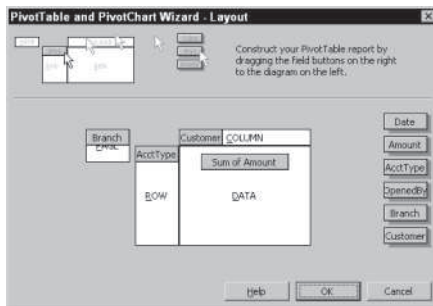 PivotTable and PivotChart Wizard - Layout
Construct your PivotTable report by
dragging the field buttons on the right
to the diagram on the left.
Branch
Customer COLUMN
AcctType
Sum of Amount
ROW
DATA
Date
Amount
AcctType
OpenedBy
Branch
Customer
Help
OK
Cancel